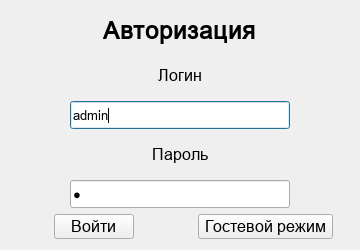 Авторизация
Логин
admin
Пароль
●
Войти Гостевой режим